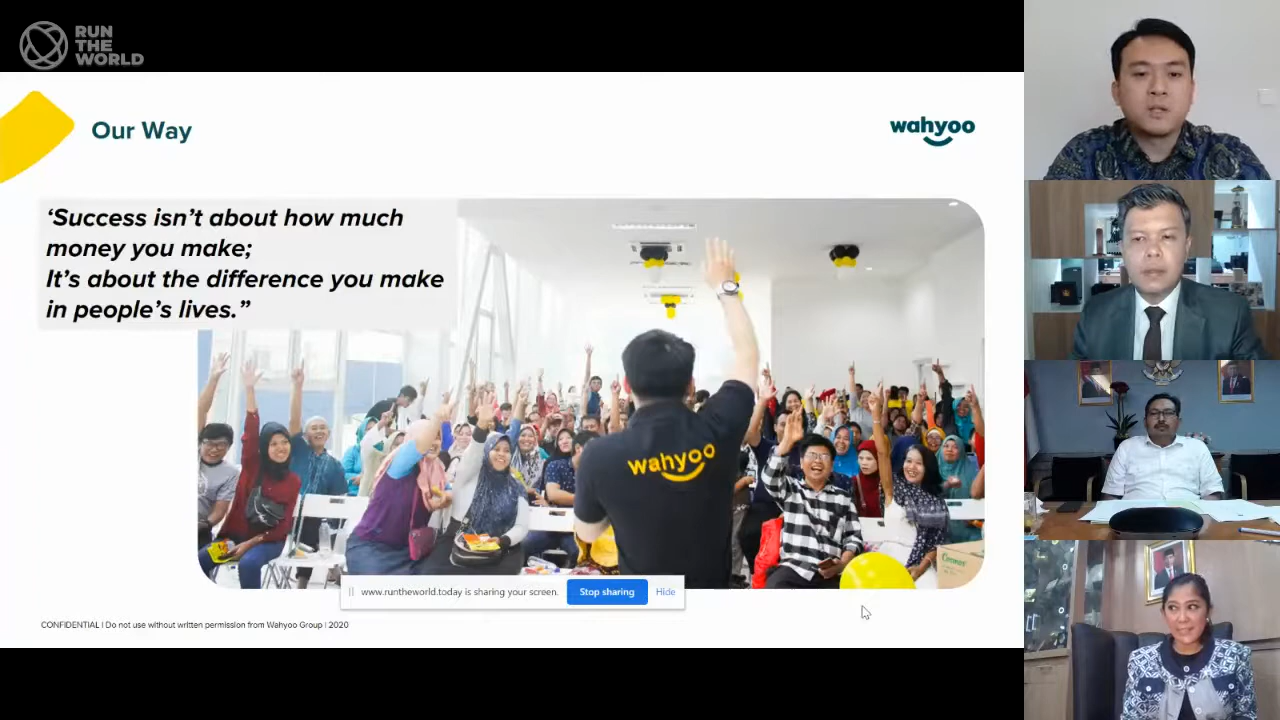 RUN
THE
WORLD
Our Way
wahyoo
‘Success isn’t about how much
money you make;
It’s about the difference you make
in people’s lives.”
wahyoo
www.runtheworld.today is sharing your screen.
Stop sharing
Hide
CONFIDENTIAL | Do not use without written permission from Wahyoo Group | 2020